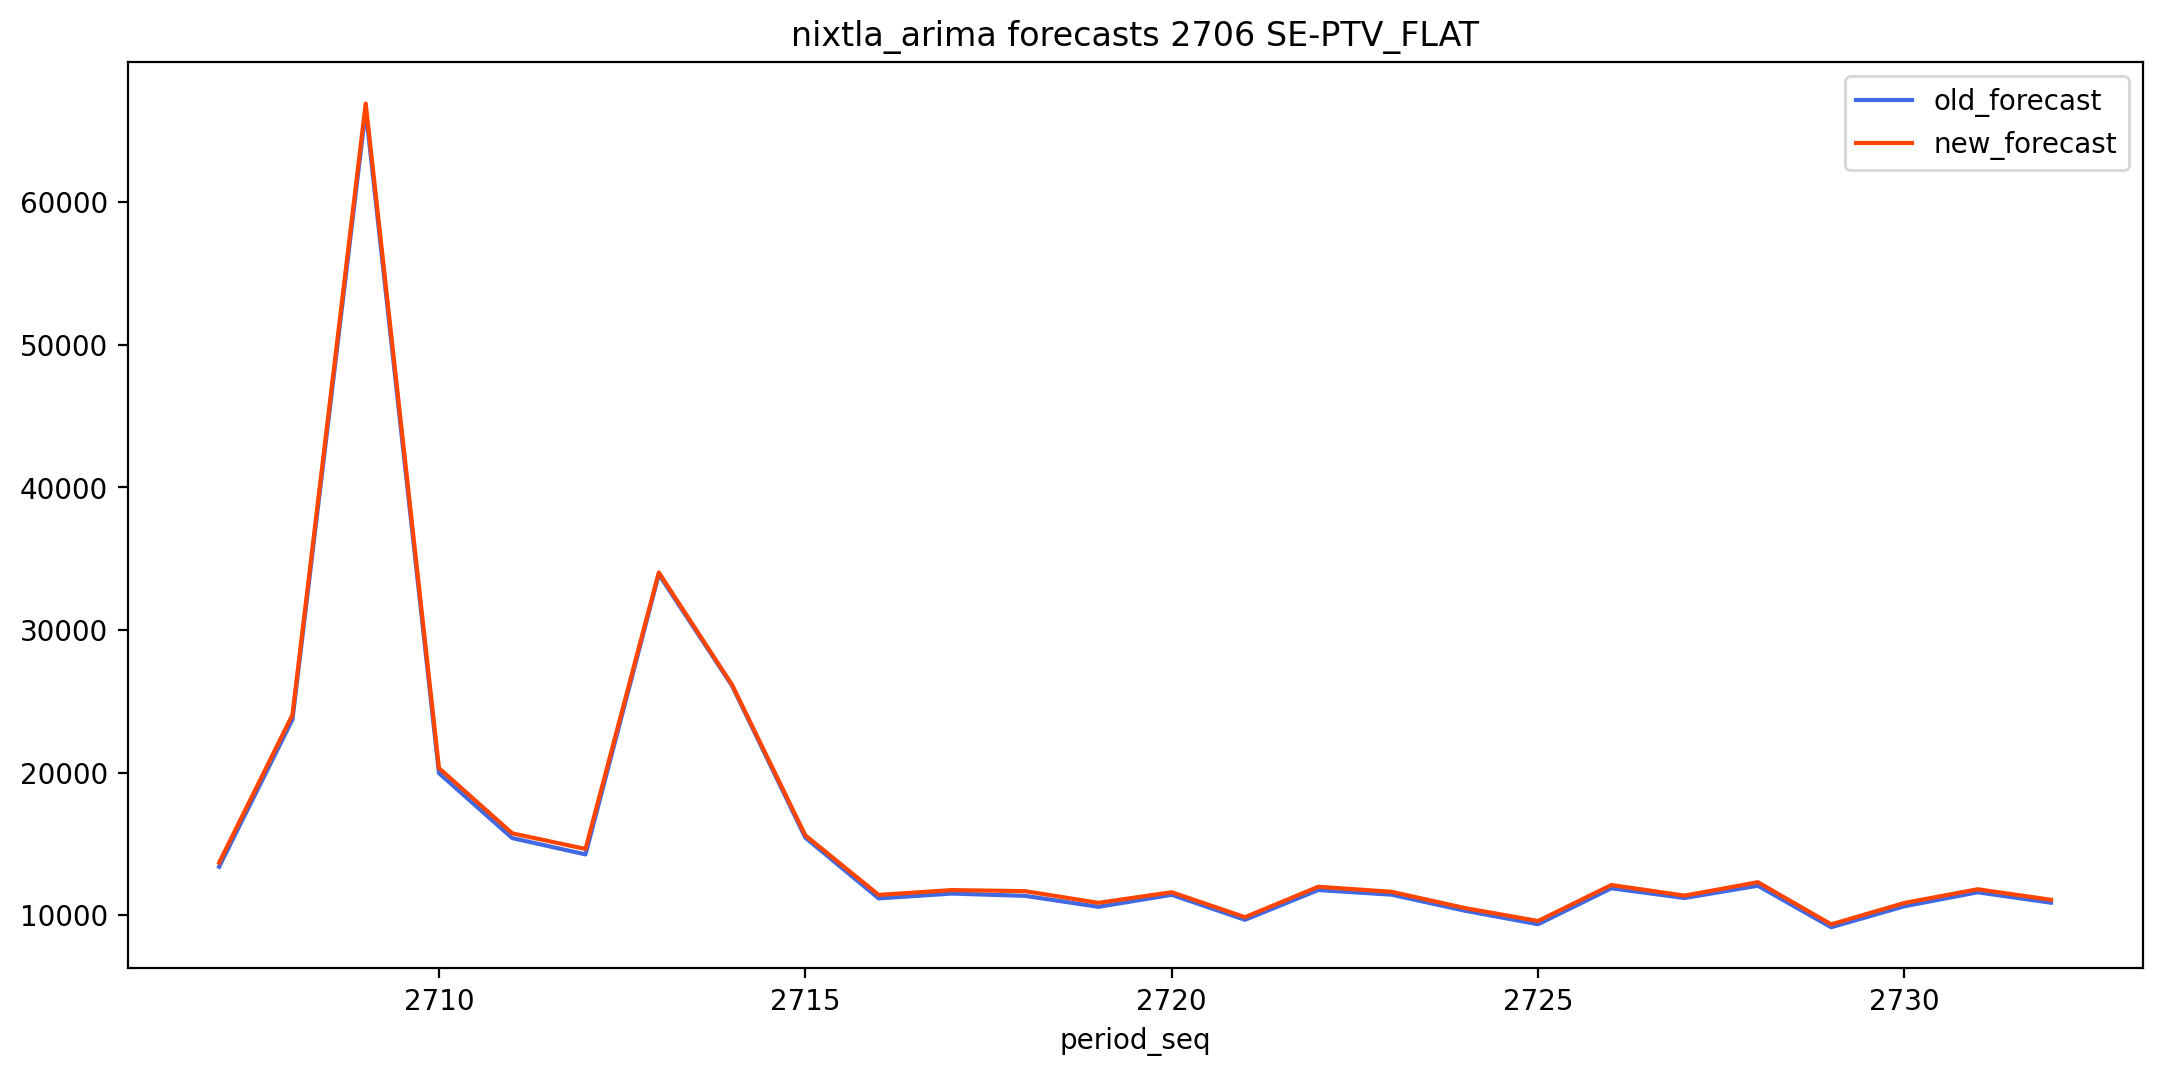 nixtla_arima forecasts 2706 SE-PTV_FLAT
old_forecast
new_forecast
60000
50000
40000
30000
20000
10000
2710 2715 2720 2725 2730
period_seq